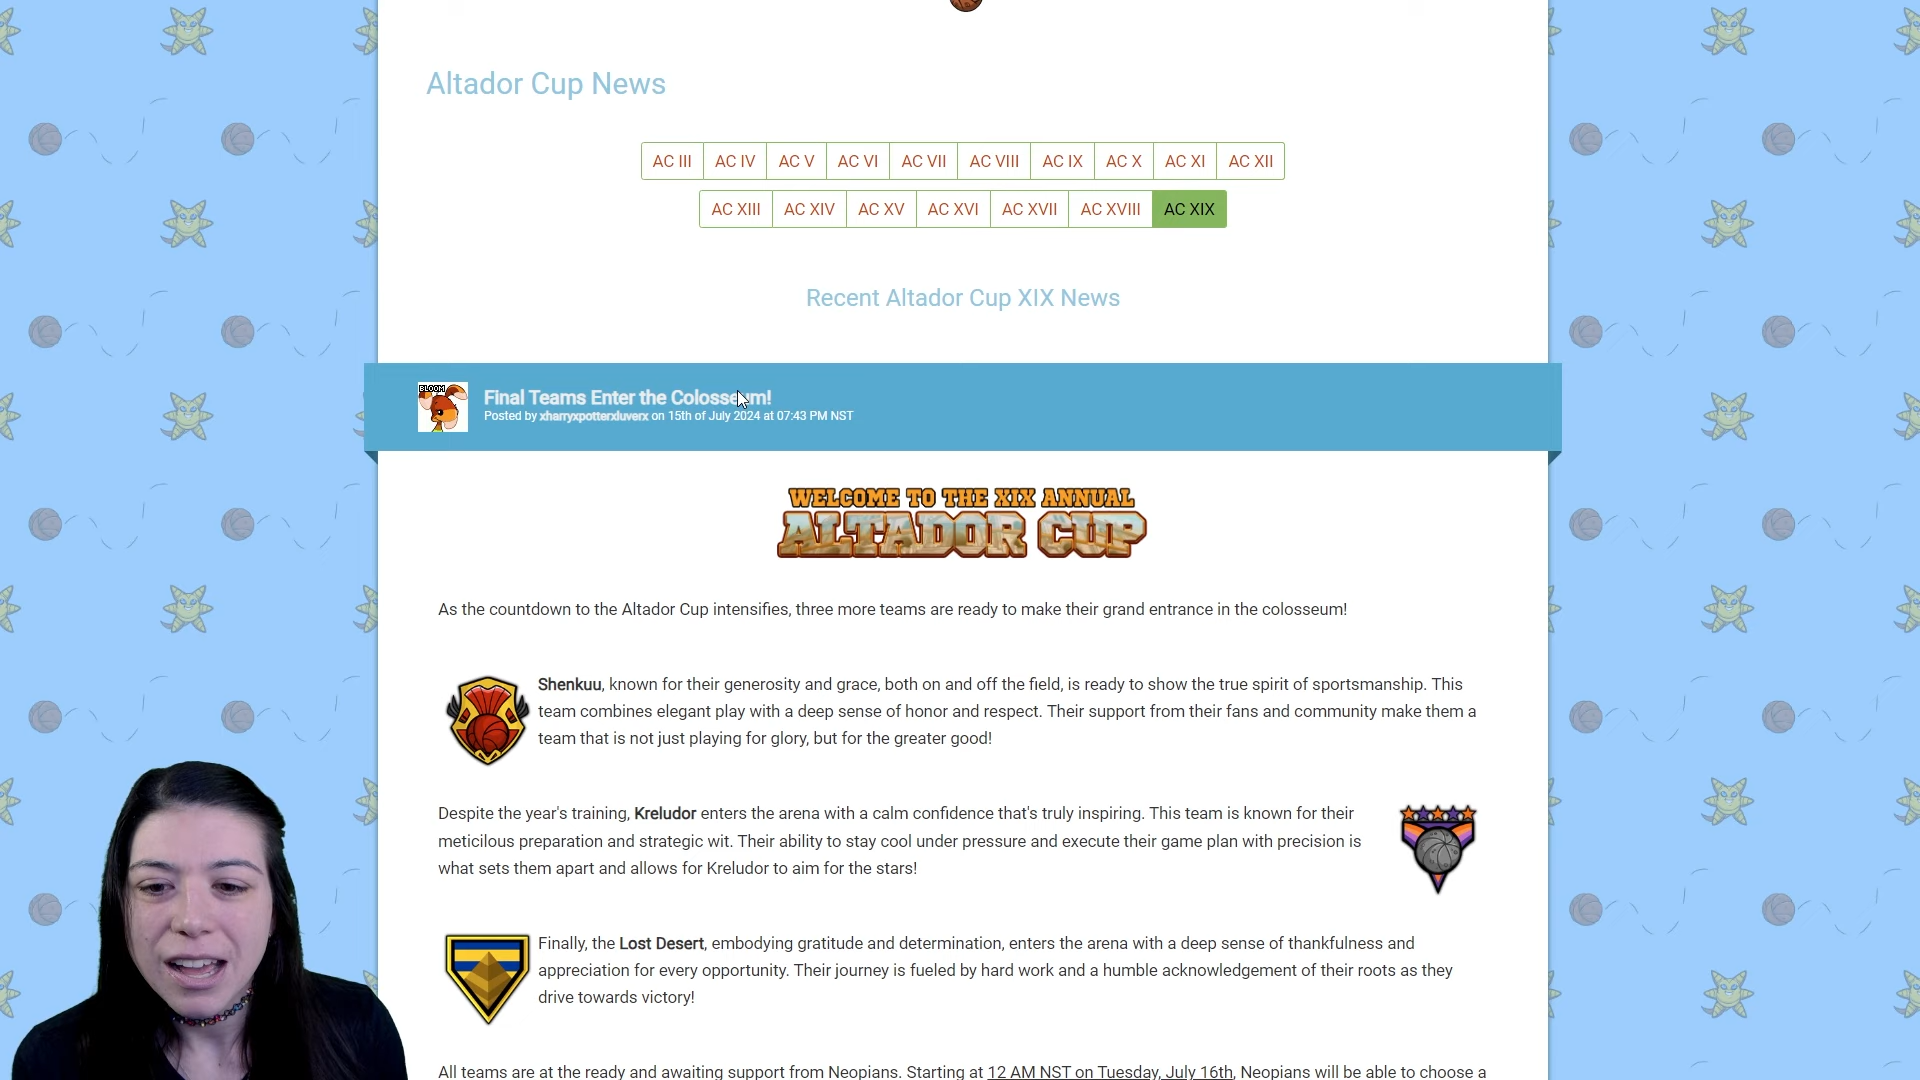 Altador Cup News
AC III AC IV AC V AC VI AC VII AC VIII AC IX AC X AC XI AC XII
AC XIII AC XIV AC XV AC XVI AC XVII AC XVIII AC XIX
Recent Altador Cup XIX News
BLOOM
Final Teams Enter the Colosseum!
Posted by xharryxpotterxluverx on 15th of July 2024 at 07:43 PM NST
WELCOME TO THE XIX ANNUAL
ALTADOR CUP
As the countdown to the Altador Cup intensifies, three more teams are ready to make their grand entrance in the colosseum!
Shenkuu, known for their generosity and grace, both on and off the field, is ready to show the true spirit of sportsmanship. This
team combines elegant play with a deep sense of honor and respect. Their support from their fans and community make them a
team that is not just playing for glory, but for the greater good!
Despite the year's training, Kreludor enters the arena with a calm confidence that's truly inspiring. This team is known for their
meticilous preparation and strategic wit. Their ability to stay cool under pressure and execute their game plan with precision is
what sets them apart and allows for Kreludor to aim for the stars!
Finally, the Lost Desert, embodying gratitude and determination, enters the arena with a deep sense of thankfulness and
appreciation for every opportunity. Their journey is fueled by hard work and a humble acknowledgement of their roots as they
drive towards victory!
All teams are at the ready and awaiting support from Neopians. Starting at 12 AM NST on Tuesday, July 16th, Neopians will be able to choose a